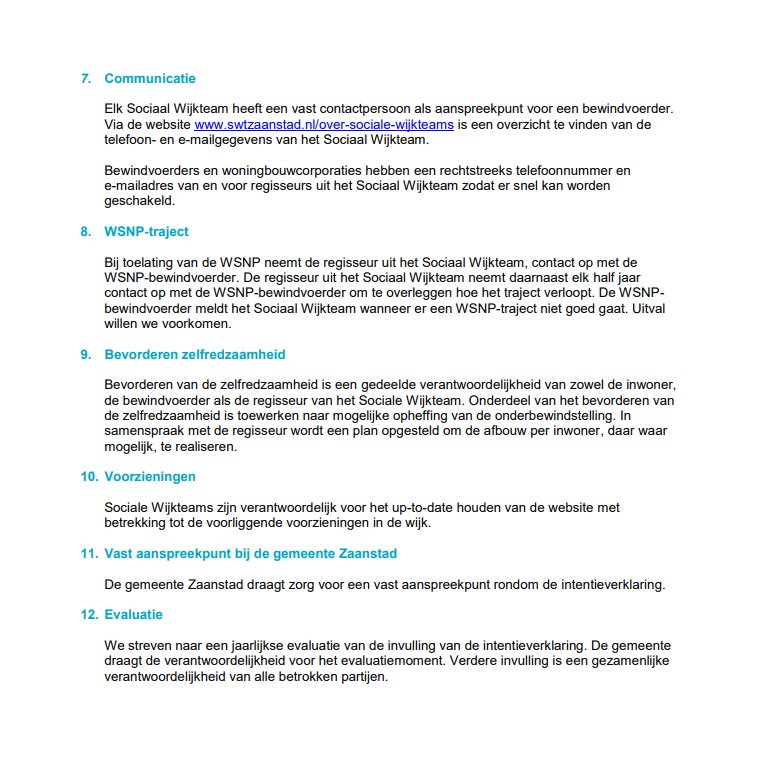 7. Communicatie
Elk Sociaal Wijkteam heeft een vast contactpersoon als aanspreekpunt voor een bewindvoerder.
Via de website www.swtzaanstad.nl/over-sociale-wijkteams is een overzicht te vinden van de
telefoon- en e-mailgegevens van het Sociaal Wijkteam.
Bewindvoerders en woningbouwcorporaties hebben een rechtstreeks telefoonnummer en
e-mailadres van en voor regisseurs uit het Sociaal Wijkteam zodat er snel kan worden
geschakeld.
8. WSNP-traject
Bij toelating van de WSNP neemt de regisseur uit het Sociaal Wijkteam, contact op met de
WSNP-bewindvoerder. De regisseur uit het Sociaal Wijkteam neemt daarnaast elk half jaar
contact op met de WSNP-bewindvoerder om te overleggen hoe het traject verloopt. De WSNP-
bewindvoerder meldt het Sociaal Wijkteam wanneer er een WSNP-traject niet goed gaat. Uitval
willen we voorkomen.
9. Bevorderen zelfredzaamheid
Bevorderen van de zelfredzaamheid is een gedeelde verantwoordelijkheid van zowel de inwoner,
de bewindvoerder als de regisseur van het Sociale Wijkteam. Onderdeel van het bevorderen van
de zelfredzaamheid is toewerken naar mogelijke opheffing van de onderbewindstelling. In
samenspraak met de regisseur wordt een plan opgesteld om de afbouw per inwoner, daar waar
mogelijk, te realiseren.
10. Voorzieningen
Sociale Wijkteams zijn verantwoordelijk voor het up-to-date houden van de website met
betrekking tot de voorliggende voorzieningen in de wijk.
11. Vast aanspreekpunt bij de gemeente Zaanstad
De gemeente Zaanstad draagt zorg voor een vast aanspreekpunt rondom de intentieverklaring.
12. Evaluatie
We streven naar een jaarlijkse evaluatie van de invulling van de intentieverklaring. De gemeente
draagt de verantwoordelijkheid voor het evaluatiemoment. Verdere invulling is een gezamenlijke
verantwoordelijkheid van alle betrokken partijen.